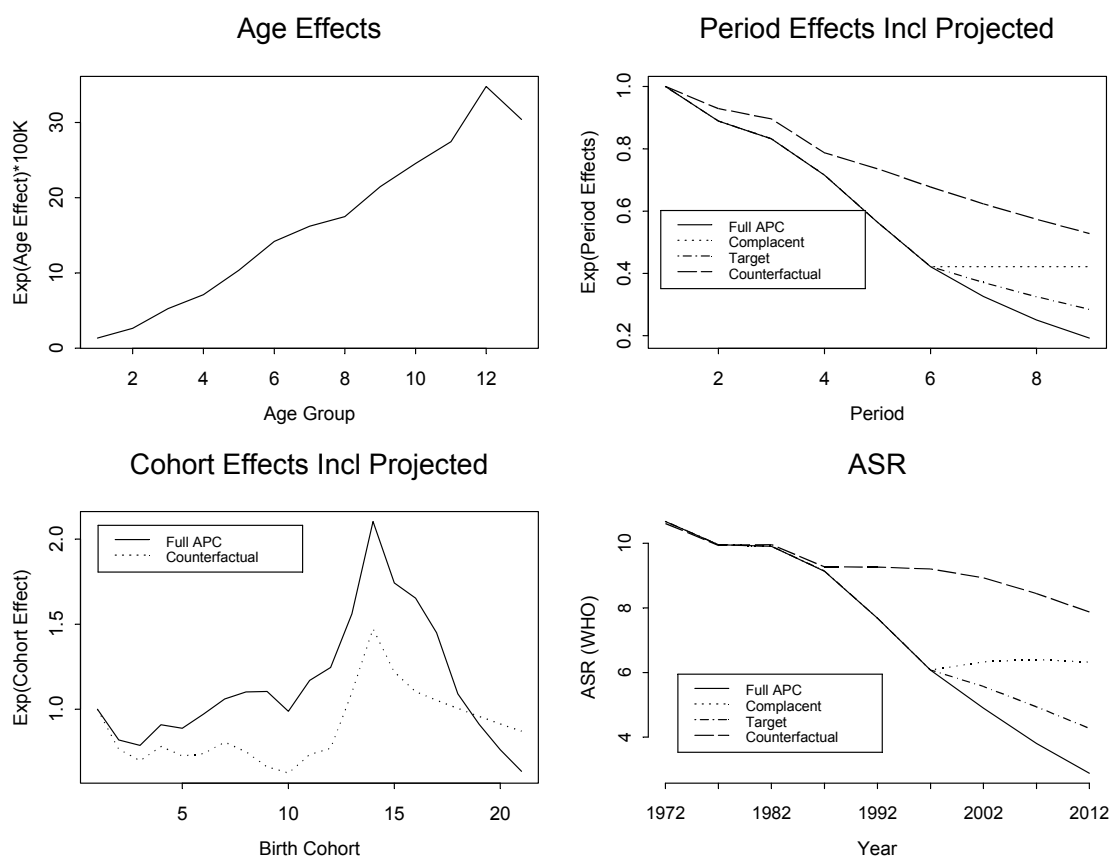 Age Effects
Exp(Age Effect)*100K
0
10
20
30
2 4 6 8 10 12
Age Group
Period Effects Incl Projected
Exp(Period Effects)
0.2
0.4
0.6
0.8
1.0
Full APC
Complacent
Target
Counterfactual
2 4 6 8
Period
Cohort Effects Incl Projected
Exp(Cohort Effect)
1.0
1.5
2.0
Full APC
Counterfactual
5 10 15 20
Birth Cohort
ASR
ASR (WHO)
4
6
8
10
Full APC
Complacent
Target
Counterfactual
1972 1982 1992 2002 2012
Year